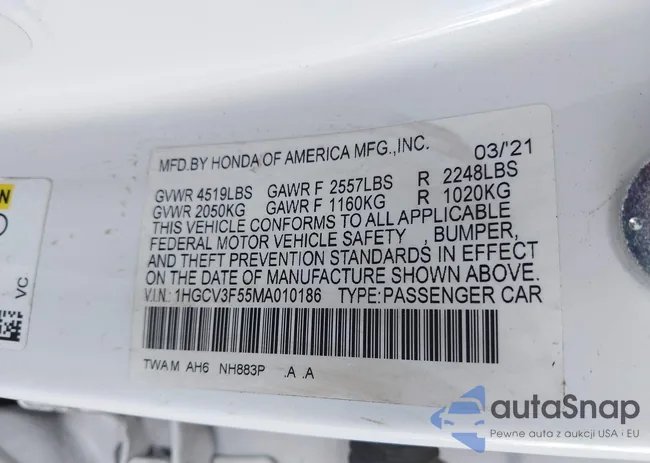 MFD.BY HONDA OF AMERICA MFG.,INC. 03/'21
GVWR 4519LBS GAWR F 2557LBS R 2248LBS
GVWR 2050KG GAWR F 1160KG R 1020KG
THIS VEHICLE CONFORMS TO ALL APPLICABLE
FEDERAL MOTOR VEHICLE SAFETY , BUMPER,
AND THEFT PREVENTION STANDARDS IN EFFECT
ON THE DATE OF MANUFACTURE SHOWN ABOVE.
V.I.N.: 1HGCV3F55MA010186 TYPE:PASSENGER CAR
TWA M AH6 NH883P .A .A
VC
autaSnap
Pewne auta z aukcji USA i EU